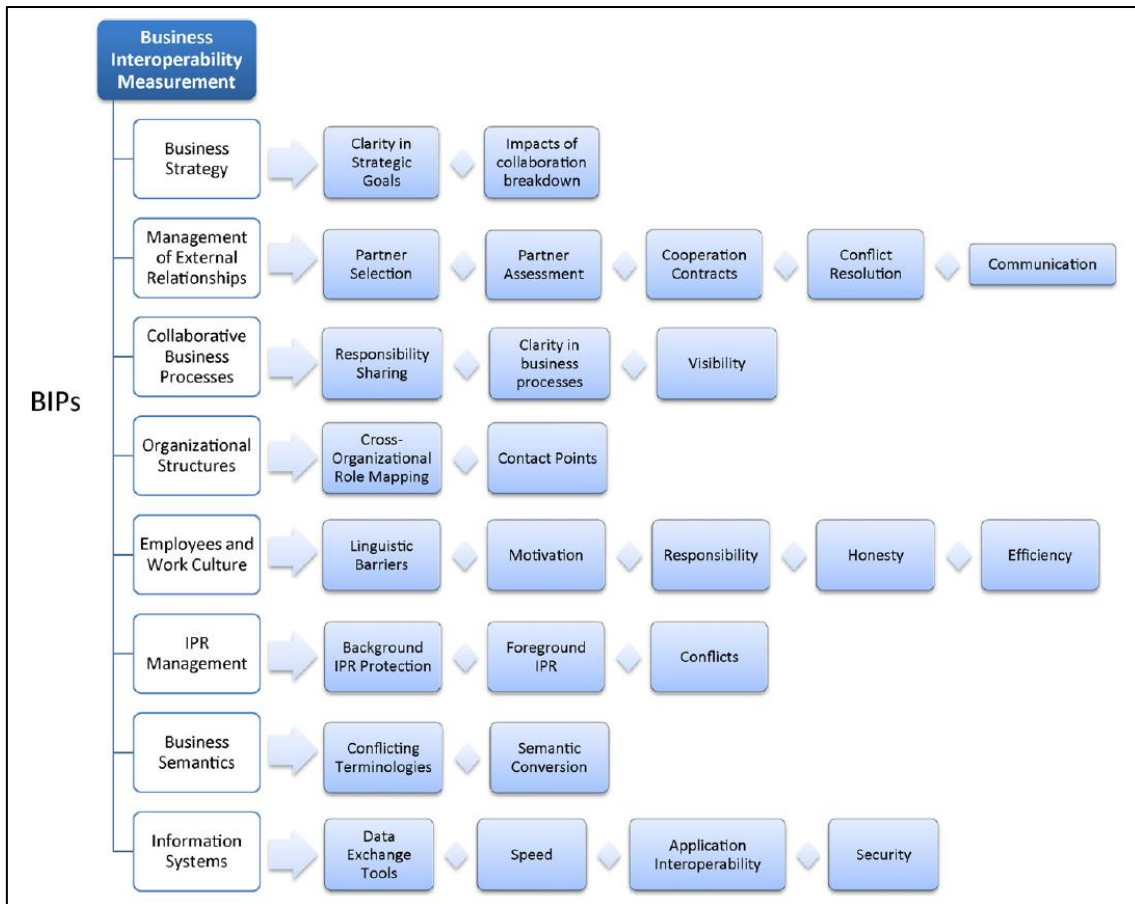 Business
Interoperability
Measurement
BIPs
Business
Strategy
Clarity in
Strategic
Goals
Impacts of
collaboration
breakdown
Management
of External
Relationships
Partner
Selection
Partner
Assessment
Cooperation
Contracts
Conflict
Resolution
Communication
Collaborative
Business
Processes
Responsibility
Sharing
Clarity in
business
processes
Visibility
Organizational
Structures
Cross-
Organizational
Role Mapping
Contact Points
Employees and
Work Culture
Linguistic
Barriers
Motivation
Responsibility
Honesty
Efficiency
IPR
Management
Background
IPR Protection
Foreground
IPR
Conflicts
Business
Semantics
Conflicting
Terminologies
Semantic
Conversion
Information
Systems
Data
Exchange
Tools
Speed
Application
Interoperability
Security